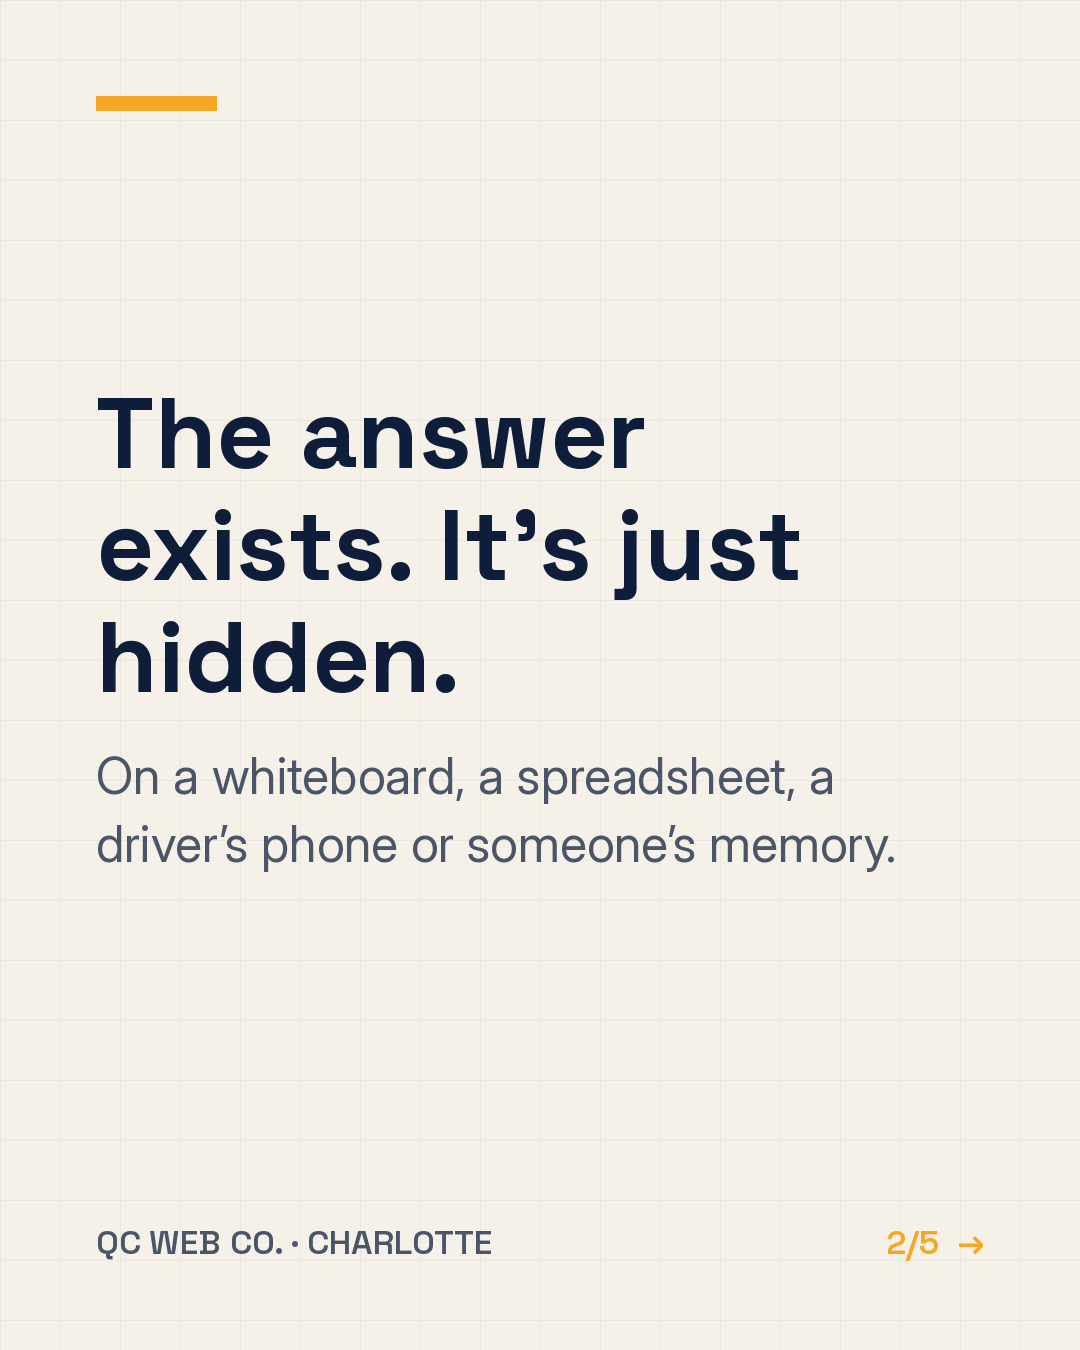 The answer
exists. It’s just
hidden.
On a whiteboard, a spreadsheet, a
driver’s phone or someone’s memory.
QC WEB CO. · CHARLOTTE
2/5 →